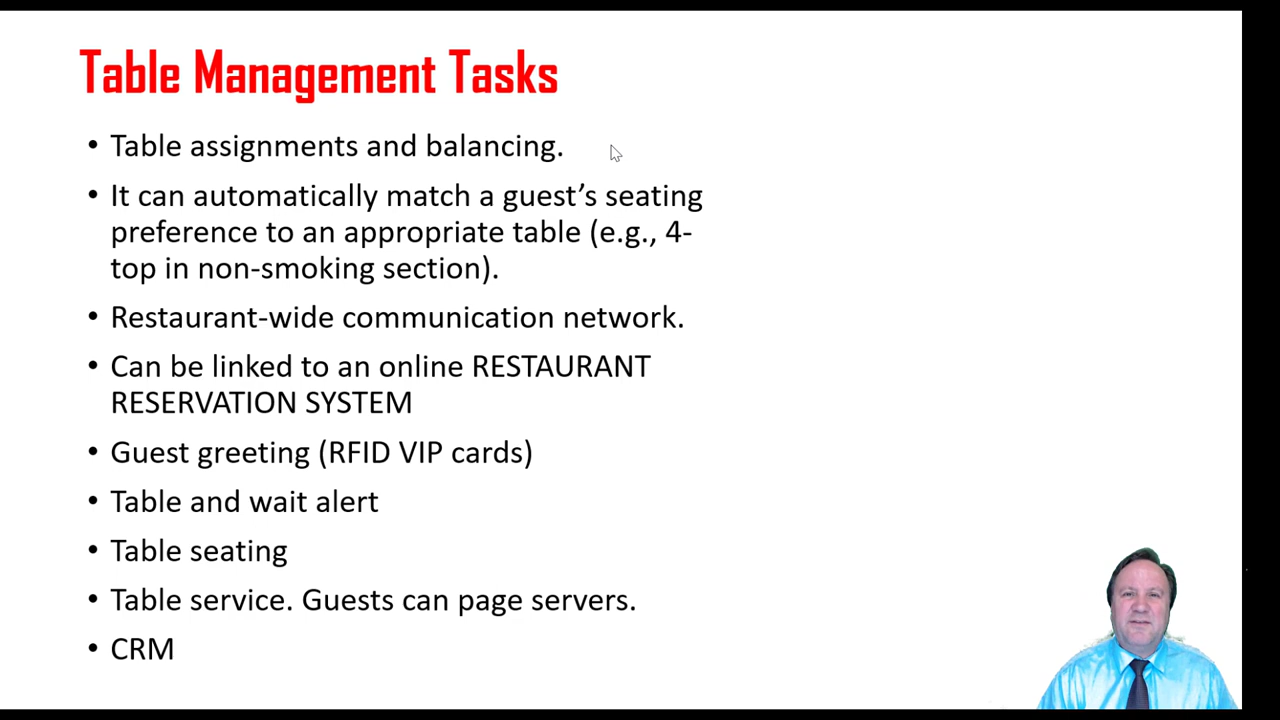 Table Management Tasks
• Table assignments and balancing.
• It can automatically match a guest’s seating
preference to an appropriate table (e.g., 4-
top in non-smoking section).
• Restaurant-wide communication network.
• Can be linked to an online RESTAURANT
RESERVATION SYSTEM
• Guest greeting (RFID VIP cards)
• Table and wait alert
• Table seating
• Table service. Guests can page servers.
• CRM